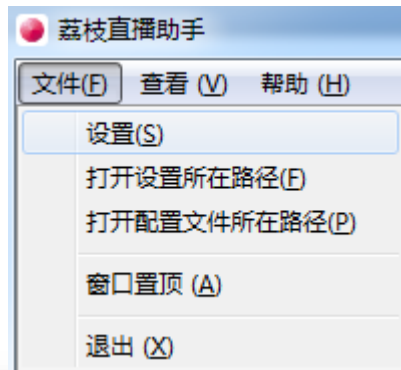 荔枝直播助手
文件(F) 查看 (V) 帮助 (H)
设置(S)
打开设置所在路径(F)
打开配置文件所在路径(P)
窗口置顶 (A)
退出 (X)